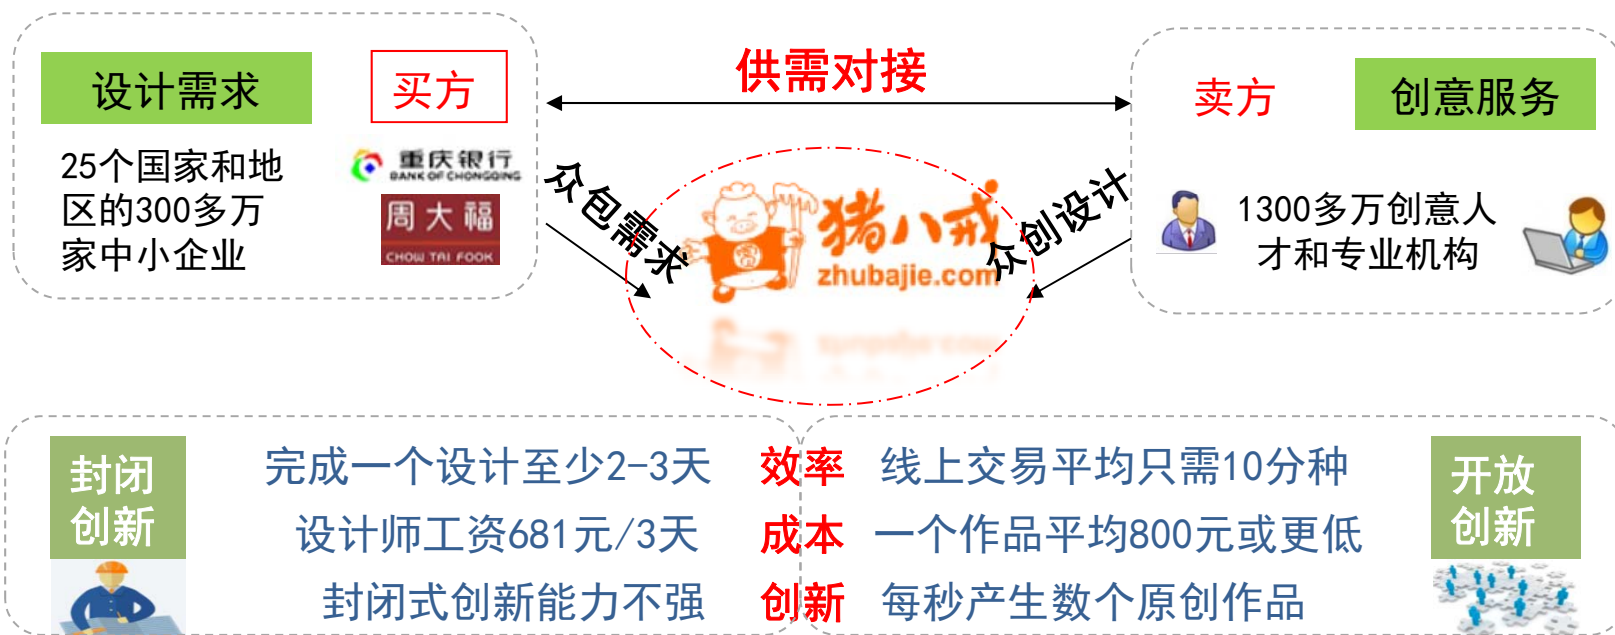 设计需求
买方
25个国家和地
区的300多万
家中小企业
重庆银行
BANK OF CHONGQING
周大福
CHOW TAI FOOK
供需对接
众包需求
猪八戒
zhubajie.com
众创设计
卖方
创意服务
1300多万创意人
才和专业机构
封闭
创新
完成一个设计至少2-3天
效率
线上交易平均只需10分种
设计师工资681元/3天
成本
一个作品平均800元或更低
封闭式创新能力不强
创新
每秒产生数个原创作品
开放
创新